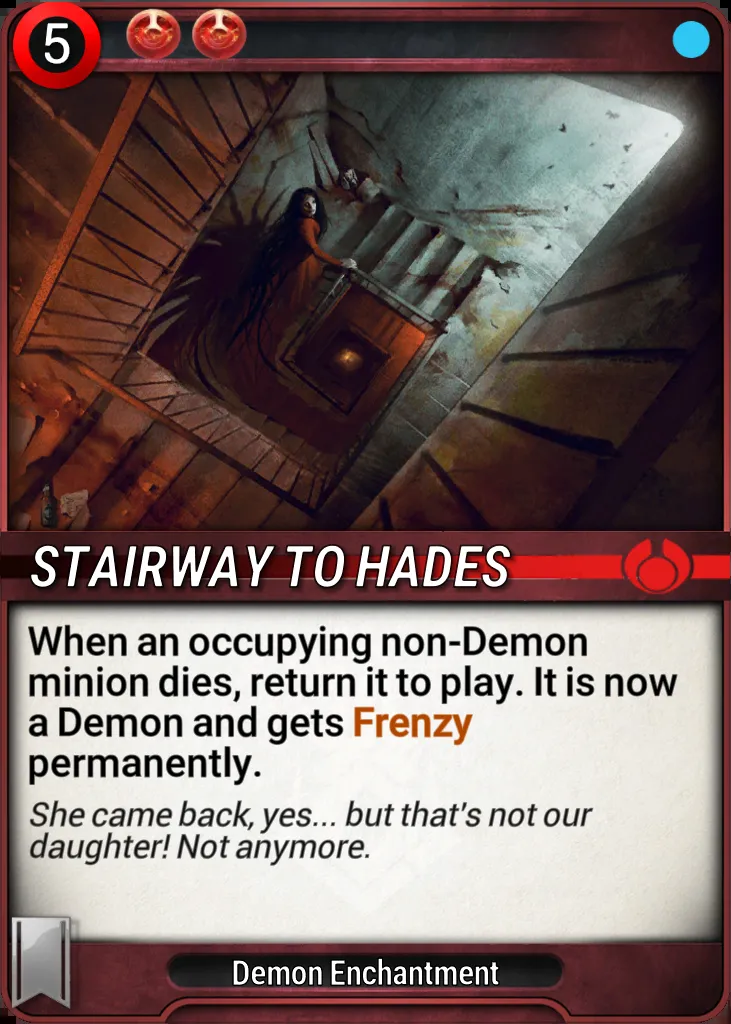 5
STAIRWAY TO HADES
When an occupying non-Demon
minion dies, return it to play. It is now
a Demon and gets Frenzy
permanently.
She came back, yes... but that's not our
daughter! Not anymore.
Demon Enchantment